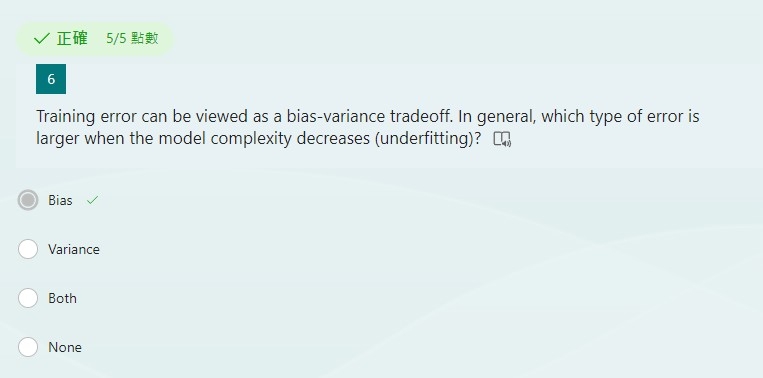 正確 5/5 點數
6
Training error can be viewed as a bias-variance tradeoff. In general, which type of error is
larger when the model complexity decreases (underfitting)?
Bias
Variance
Both
None